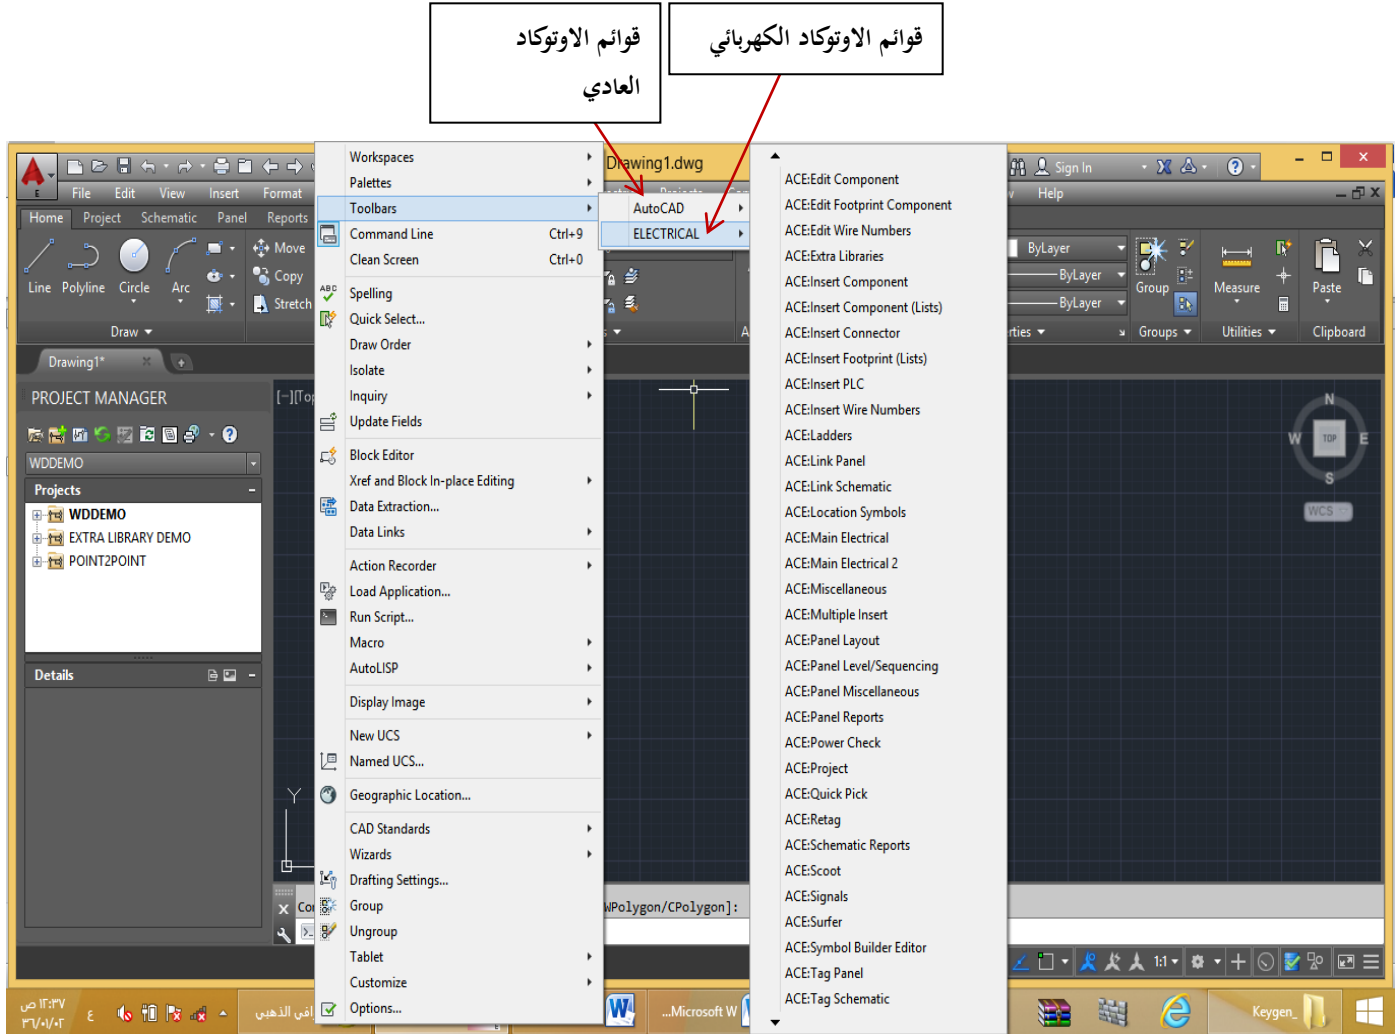 قوائم الاوتوكاد
العادي
قوائم الاوتوكاد الكهربائي
Drawing1.dwg
Sign In
File Edit View Insert Format
Help
Home Project Schematic Panel Reports
Move
Copy
Stretch
Line Polyline Circle Arc
Draw
ByLayer
ByLayer
ByLayer
Group
Measure
Paste
Groups
Utilities
Clipboard
Drawing1*
PROJECT MANAGER
WDDEMO
Projects
WDDEMO
EXTRA LIBRARY DEMO
POINT2POINT
Details
Workspaces
Palettes
Toolbars
Command Line Ctrl+9
Clean Screen Ctrl+0
Spelling
Quick Select...
Draw Order
Isolate
Inquiry
Update Fields
Block Editor
Xref and Block In-place Editing
Data Extraction...
Data Links
Action Recorder
Load Application...
Run Script...
Macro
AutoLISP
Display Image
New UCS
Named UCS...
Geographic Location...
CAD Standards
Wizards
Drafting Settings...
Group
Ungroup
Tablet
Customize
Options...
AutoCAD
ELECTRICAL
ACE:Edit Component
ACE:Edit Footprint Component
ACE:Edit Wire Numbers
ACE:Extra Libraries
ACE:Insert Component
ACE:Insert Component (Lists)
ACE:Insert Connector
ACE:Insert Footprint (Lists)
ACE:Insert PLC
ACE:Insert Wire Numbers
ACE:Ladders
ACE:Link Panel
ACE:Link Schematic
ACE:Location Symbols
ACE:Main Electrical
ACE:Main Electrical 2
ACE:Miscellaneous
ACE:Multiple Insert
ACE:Panel Layout
ACE:Panel Level/Sequencing
ACE:Panel Miscellaneous
ACE:Panel Reports
ACE:Power Check
ACE:Project
ACE:Quick Pick
ACE:Retag
ACE:Schematic Reports
ACE:Scoot
ACE:Signals
ACE:Surfer
ACE:Symbol Builder Editor
ACE:Tag Panel
ACE:Tag Schematic
N
W TOP E
S
WCS
Y
WPolygon/CPolygon]:
1:1
١٢:٣٧ ص
٣٦/٠١/٠٢
ع
الذهبي
...Microsoft W
Keygen_